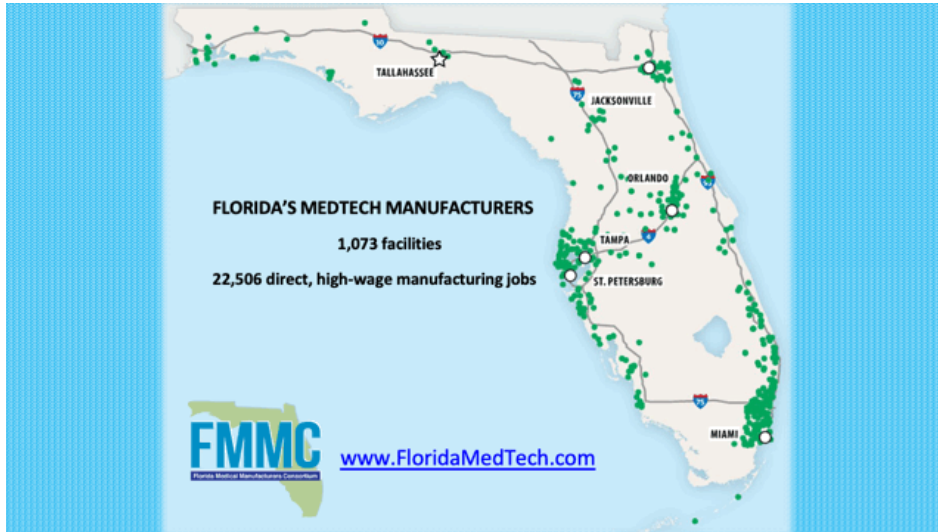 10
TALLAHASSEE
75
JACKSONVILLE
ORLANDO
95
FLORIDA'S MEDTECH MANUFACTURERS
1,073 facilities
22,506 direct, high-wage manufacturing jobs
TAMPA
4
ST. PETERSBURG
75
MIAMI
FMMC
Florida Medical Manufacturers Consortium
www.FloridaMedTech.com